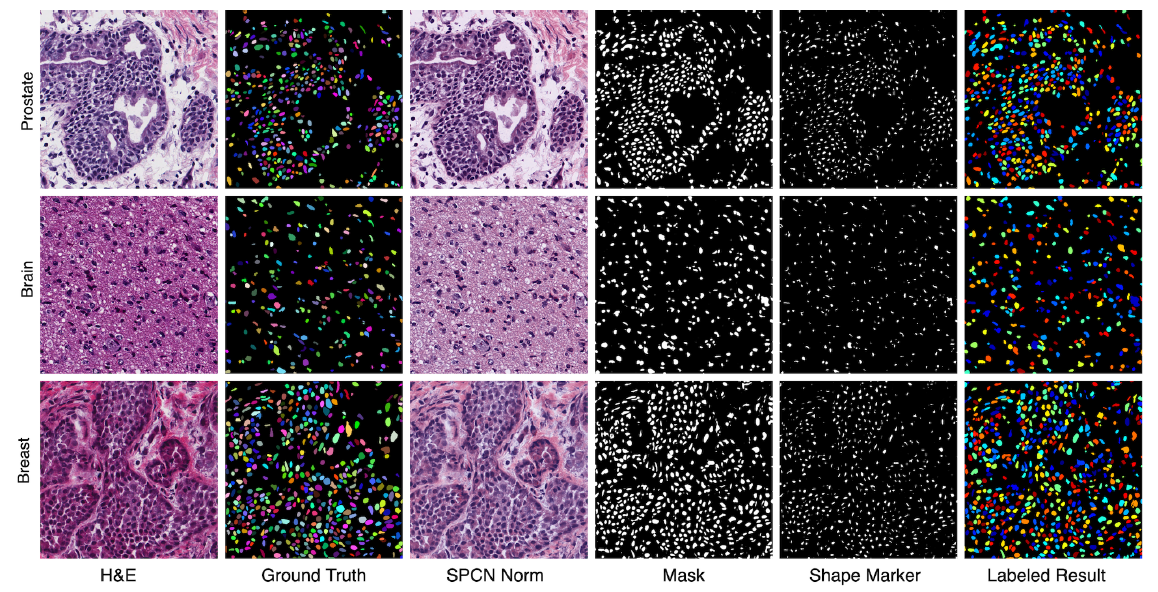 Prostate
Brain
Breast
H&E
Ground Truth
SPCN Norm
Mask
Shape Marker
Labeled Result